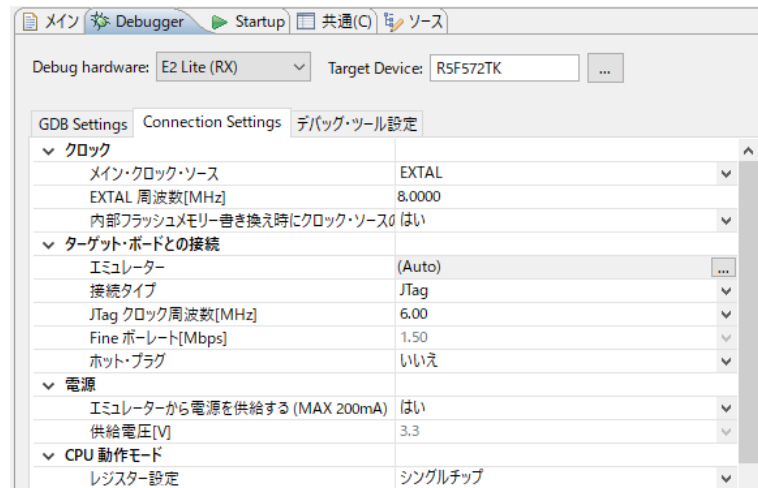 メイン Debugger Startup 共通(C) ソース
Debug hardware: E2 Lite (RX) Target Device: R5F572TK ...
GDB Settings Connection Settings デバッグ・ツール設定
クロック
メイン・クロック・ソース EXTAL
EXTAL 周波数[MHz] 8.0000
内部フラッシュメモリー書き換え時にクロック・ソースの はい
ターゲット・ボードとの接続
エミュレーター (Auto) ...
接続タイプ JTag
JTag クロック周波数[MHz] 6.00
Fine ボーレート[Mbps] 1.50
ホット・プラグ いいえ
電源
エミュレーターから電源を供給する (MAX 200mA) はい
供給電圧[V] 3.3
CPU 動作モード
レジスター設定 シングルチップ